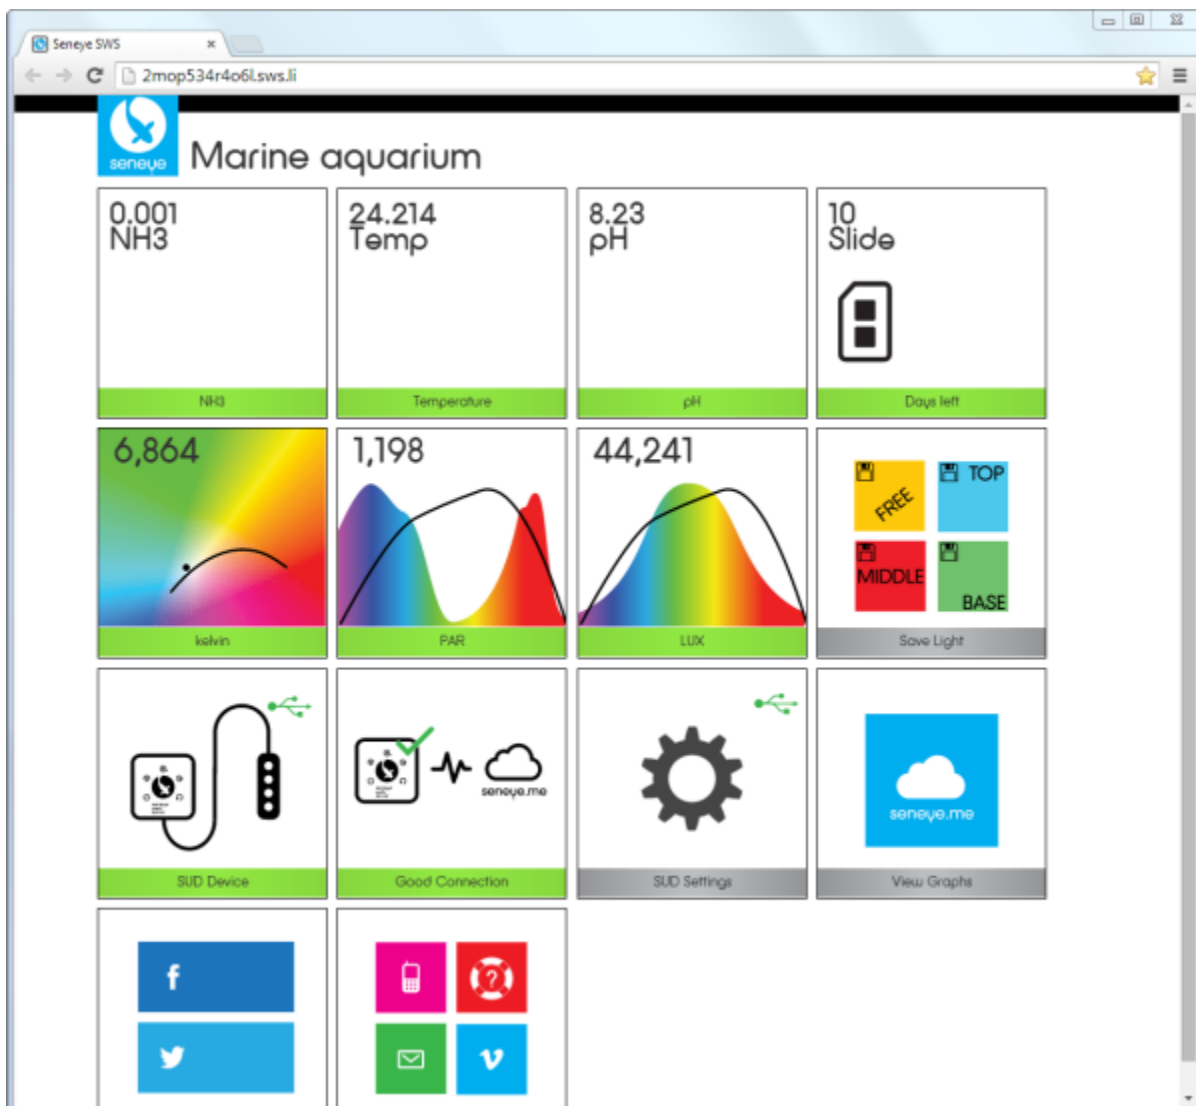 Seneye SWS
2mop534r4o6l.sws.li
seneye
Marine aquarium
0.001
NH3
NH3
24.214
Temp
Temperature
8.23
pH
pH
10
Slide
Days left
6,864
kelvin
1,198
PAR
44,241
LUX
FREE
TOP
MIDDLE
BASE
Save Light
SUD Device
seneye.me
Good Connection
SUD Settings
seneye.me
View Graphs